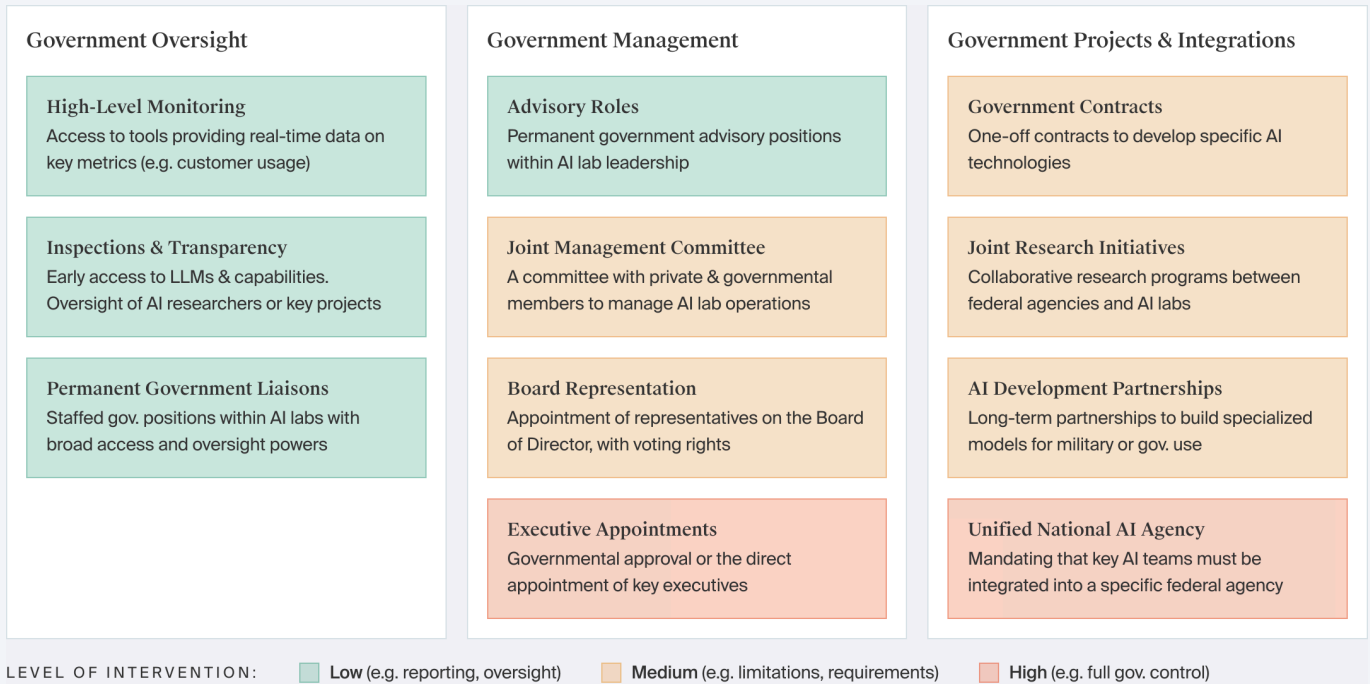 Government Oversight
High-Level Monitoring
Access to tools providing real-time data on
key metrics (e.g. customer usage)
Inspections & Transparency
Early access to LLMs & capabilities.
Oversight of AI researchers or key projects
Permanent Government Liaisons
Staffed gov. positions within AI labs with
broad access and oversight powers
Government Management
Advisory Roles
Permanent government advisory positions
within AI lab leadership
Joint Management Committee
A committee with private & governmental
members to manage AI lab operations
Board Representation
Appointment of representatives on the Board
of Director, with voting rights
Executive Appointments
Governmental approval or the direct
appointment of key executives
Government Projects & Integrations
Government Contracts
One-off contracts to develop specific AI
technologies
Joint Research Initiatives
Collaborative research programs between
federal agencies and AI labs
AI Development Partnerships
Long-term partnerships to build specialized
models for military or gov. use
Unified National AI Agency
Mandating that key AI teams must be
integrated into a specific federal agency
LEVEL OF INTERVENTION: Low (e.g. reporting, oversight) Medium (e.g. limitations, requirements) High (e.g. full gov. control)